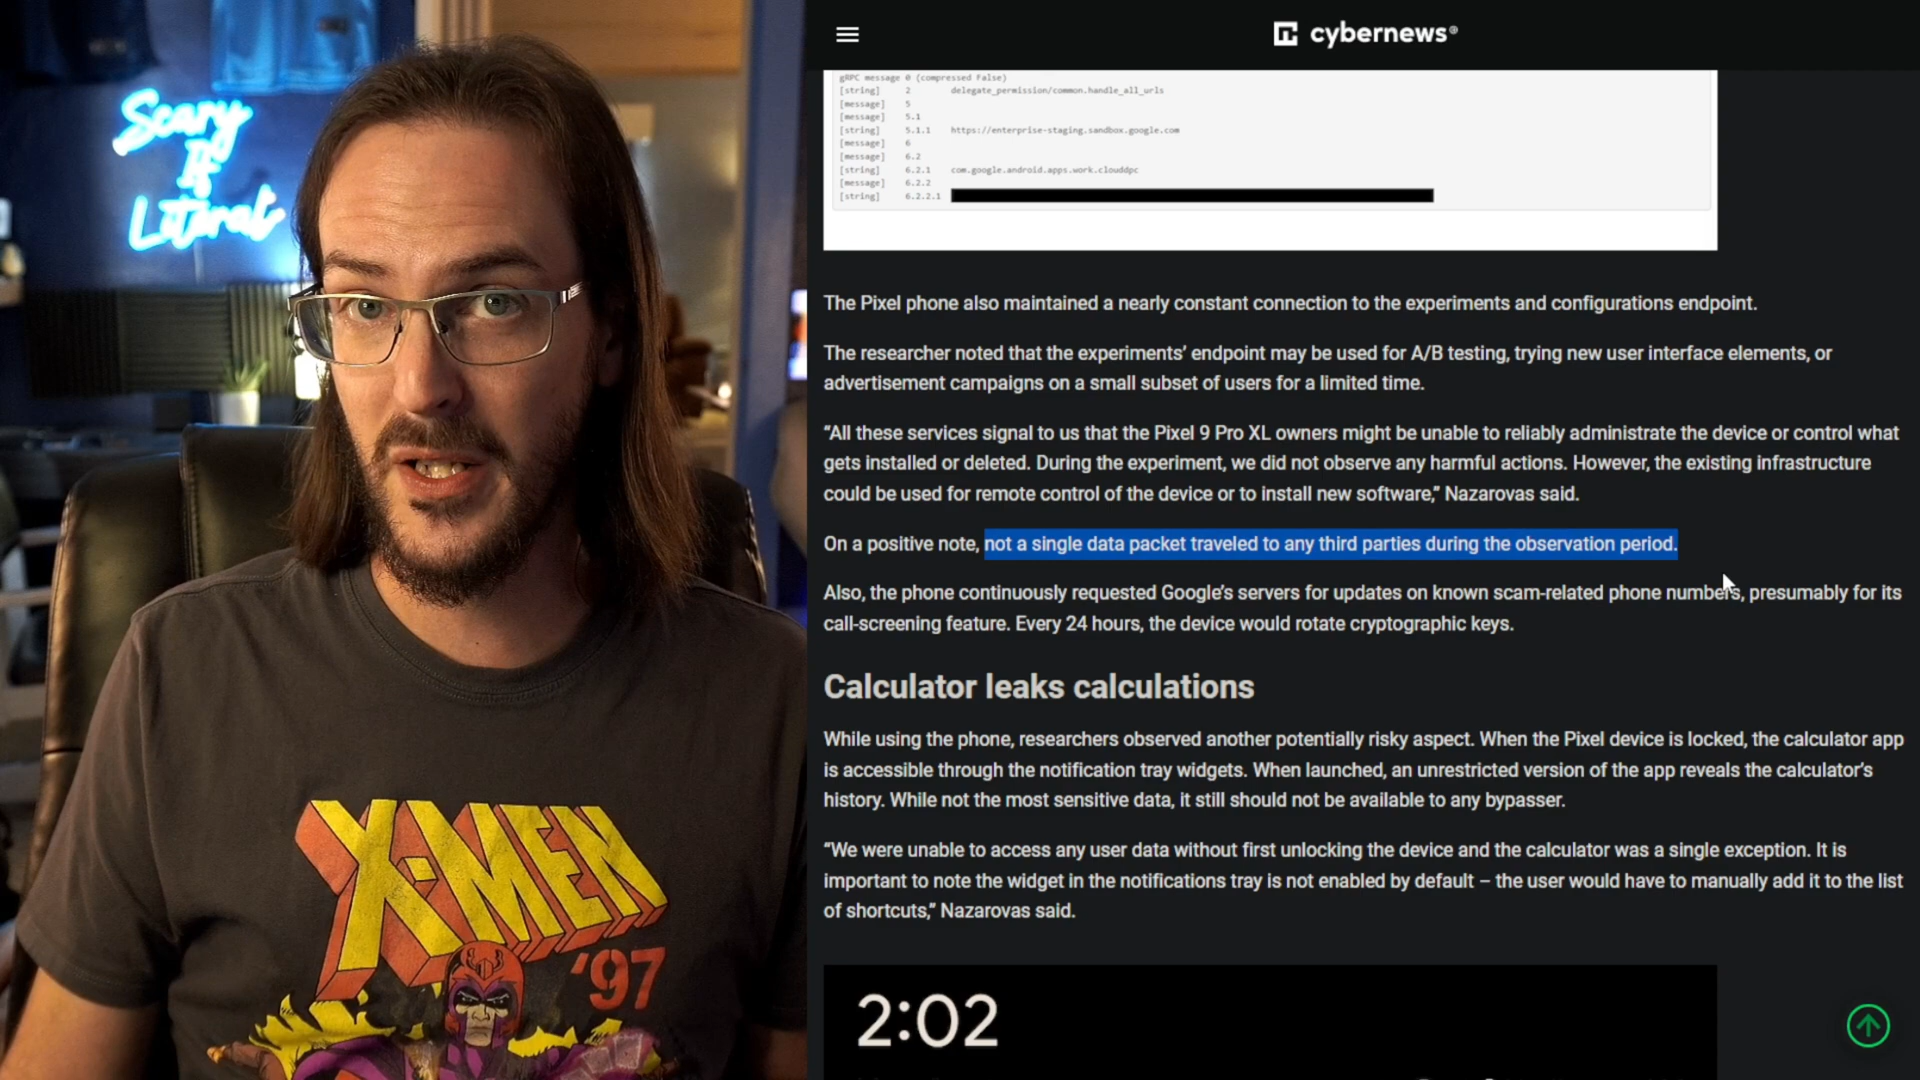 Scary
If
Literal
X-MEN
'97
cybernews®
gRPC message 0 (compressed False)
[string] 2 delegate_permission/common.handle_all_urls
[message] 5
[message] 5.1
[string] 5.1.1 https://enterprise-staging.sandbox.google.com
[message] 6
[message] 6.2
[string] 6.2.1 com.google.android.apps.work.clouddpc
[message] 6.2.2
[string] 6.2.2.1
The Pixel phone also maintained a nearly constant connection to the experiments and configurations endpoint.
The researcher noted that the experiments’ endpoint may be used for A/B testing, trying new user interface elements, or
advertisement campaigns on a small subset of users for a limited time.
“All these services signal to us that the Pixel 9 Pro XL owners might be unable to reliably administrate the device or control what
gets installed or deleted. During the experiment, we did not observe any harmful actions. However, the existing infrastructure
could be used for remote control of the device or to install new software,” Nazarovas said.
On a positive note, not a single data packet traveled to any third parties during the observation period.
Also, the phone continuously requested Google’s servers for updates on known scam-related phone numbers, presumably for its
call-screening feature. Every 24 hours, the device would rotate cryptographic keys.
Calculator leaks calculations
While using the phone, researchers observed another potentially risky aspect. When the Pixel device is locked, the calculator app
is accessible through the notification tray widgets. When launched, an unrestricted version of the app reveals the calculator’s
history. While not the most sensitive data, it still should not be available to any bypasser.
“We were unable to access any user data without first unlocking the device and the calculator was a single exception. It is
important to note the widget in the notifications tray is not enabled by default – the user would have to manually add it to the list
of shortcuts,” Nazarovas said.
2:02